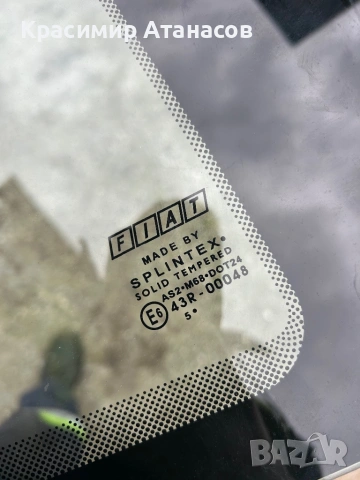 Красимир Атанасов
FIAT
MADE BY
SPLINTEX®
SOLID TEMPERED
AS2•M68•DOT24
E6 43R-00048
5•
BAZAR